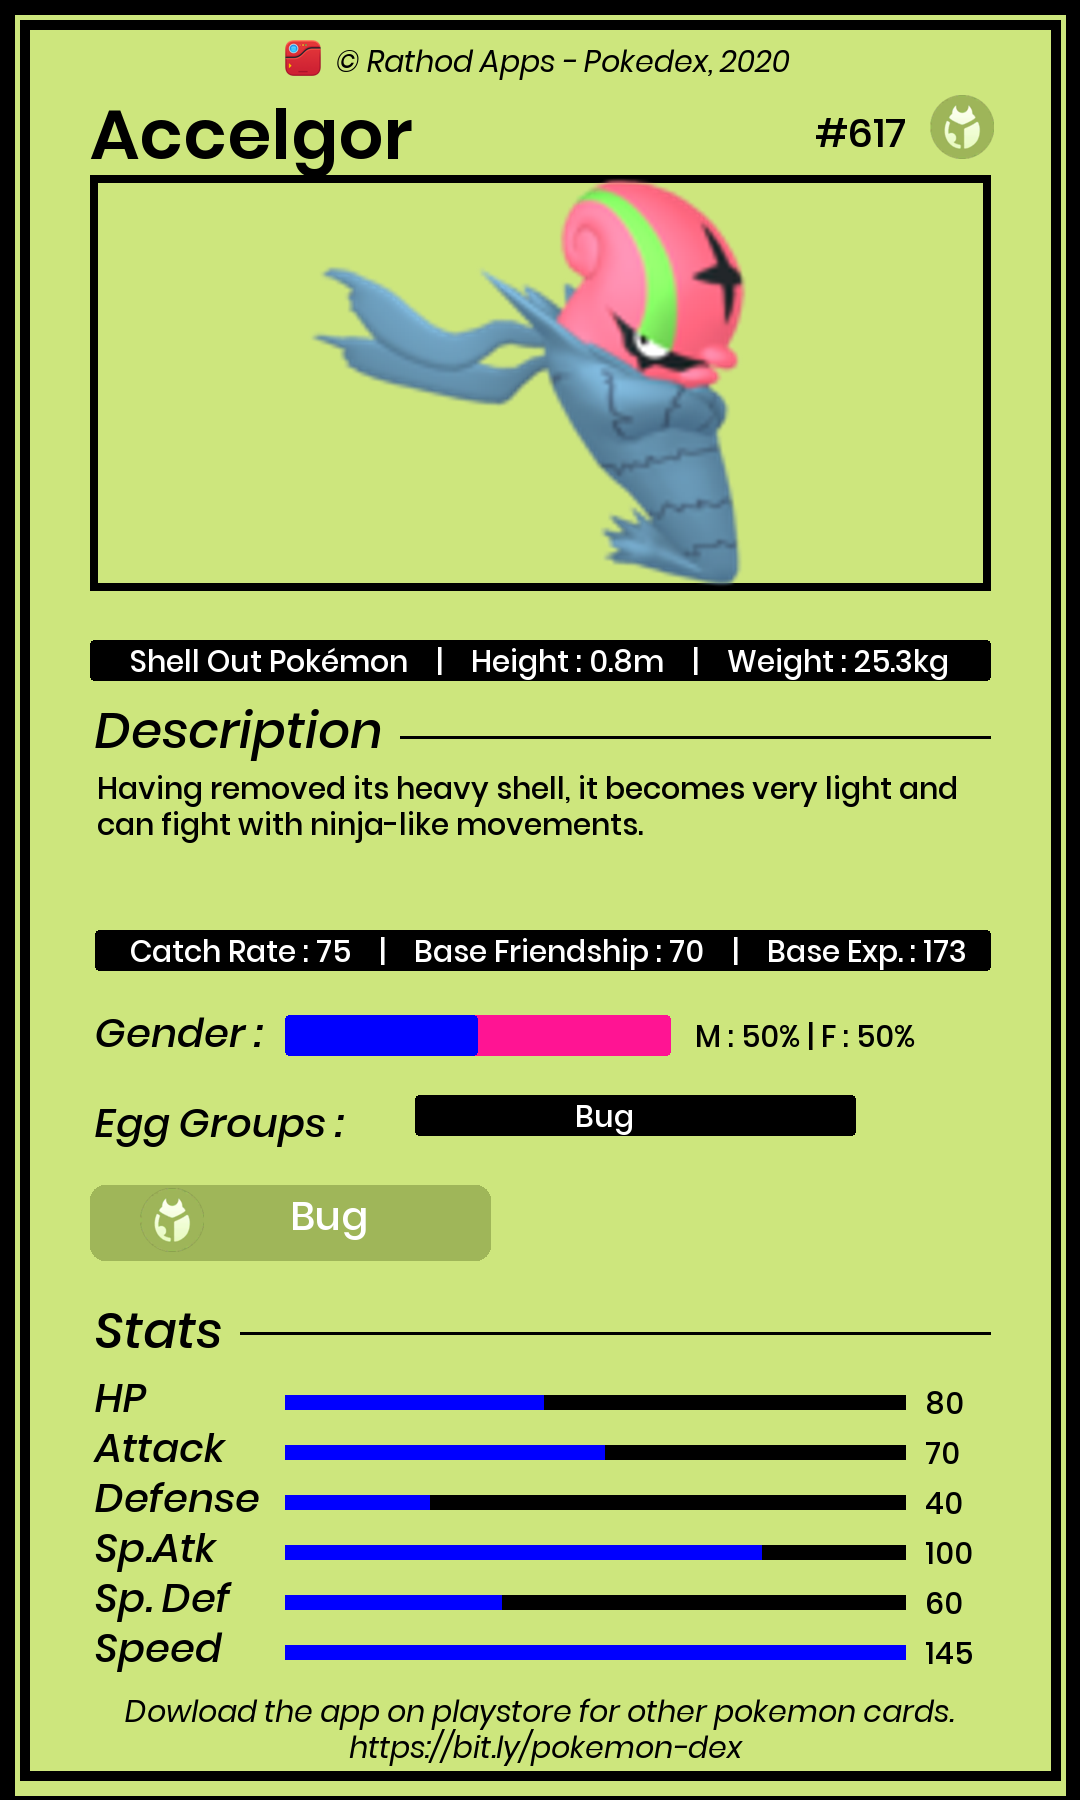 © Rathod Apps - Pokedex, 2020
Accelgor
#617
Shell Out Pokémon | Height : 0.8m | Weight : 25.3kg
Description
Having removed its heavy shell, it becomes very light and
can fight with ninja-like movements.
Catch Rate : 75 | Base Friendship : 70 | Base Exp. : 173
Gender : M : 50% | F : 50%
Egg Groups : Bug
Bug
Stats
HP 80
Attack 70
Defense 40
Sp.Atk 100
Sp. Def 60
Speed 145
Dowload the app on playstore for other pokemon cards.
https://bit.ly/pokemon-dex